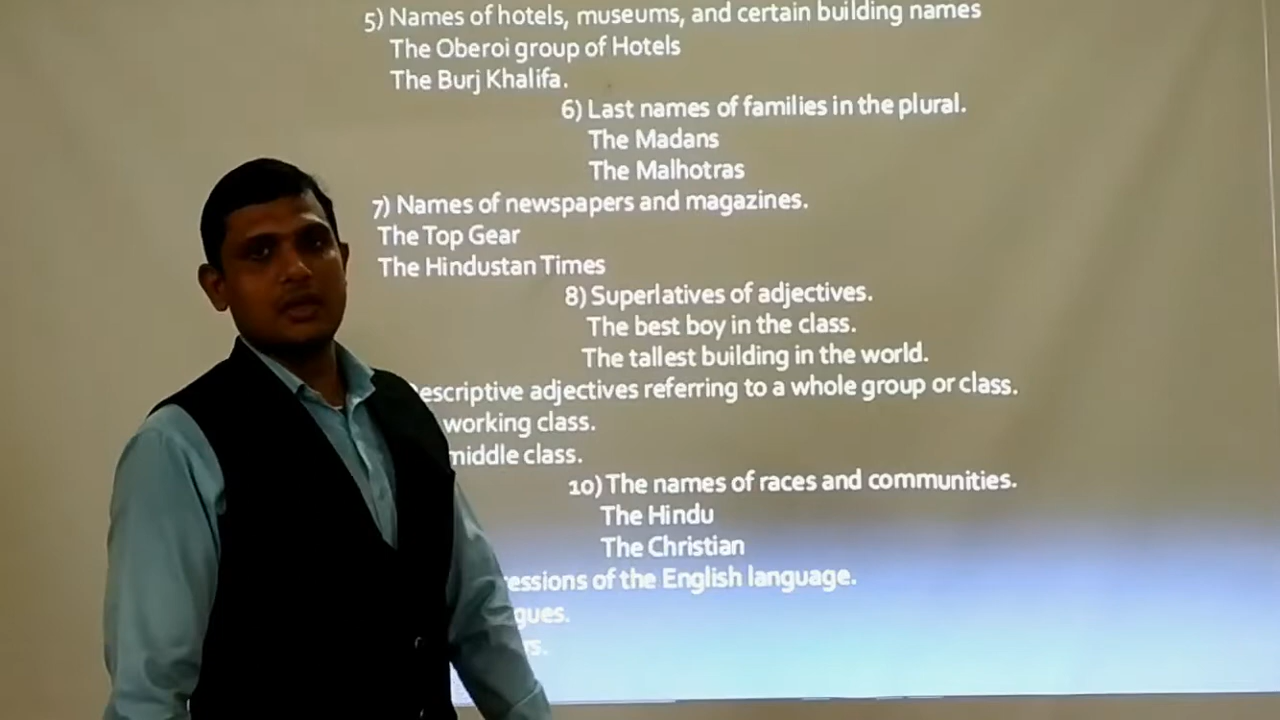 5) Names of hotels, museums, and certain building names
The Oberoi group of Hotels
The Burj Khalifa.
6) Last names of families in the plural.
The Madans
The Malhotras
7) Names of newspapers and magazines.
The Top Gear
The Hindustan Times
8) Superlatives of adjectives.
The best boy in the class.
The tallest building in the world.
escriptive adjectives referring to a whole group or class.
working class.
middle class.
10) The names of races and communities.
The Hindu
The Christian
essions of the English language.
gues.